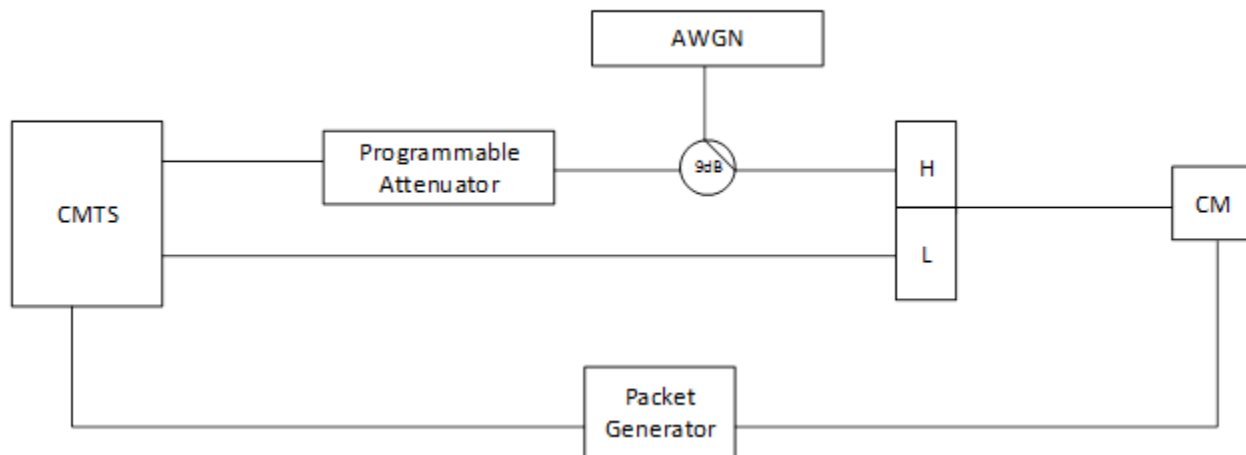 AWGN
Programmable
Attenuator
9dB
H
CMTS
CM
L
Packet
Generator